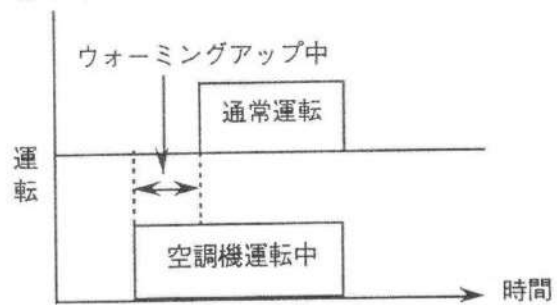 ウォーミングアップ中
通常運転
運転
空調機運転中
時間